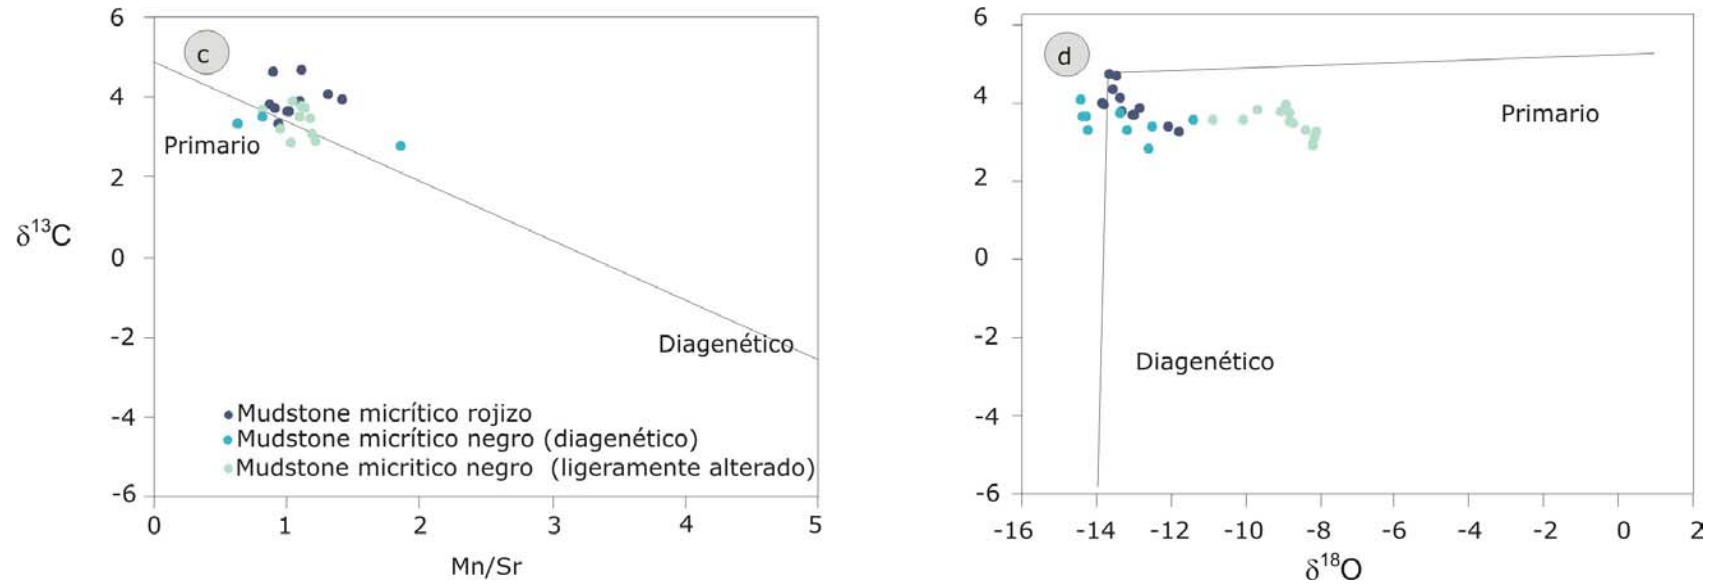 c
6
4
2
0
-2
-4
-6
δ13C
Primario
Diagenético
Mudstone micrítico rojizo
Mudstone micrítico negro (diagenético)
Mudstone micritico negro (ligeramente alterado)
0 1 2 3 4 5
Mn/Sr
d
6
4
2
0
-2
-4
-6
Primario
Diagenético
-16 -14 -12 -10 -8 -6 -4 -2 0 2
δ18O